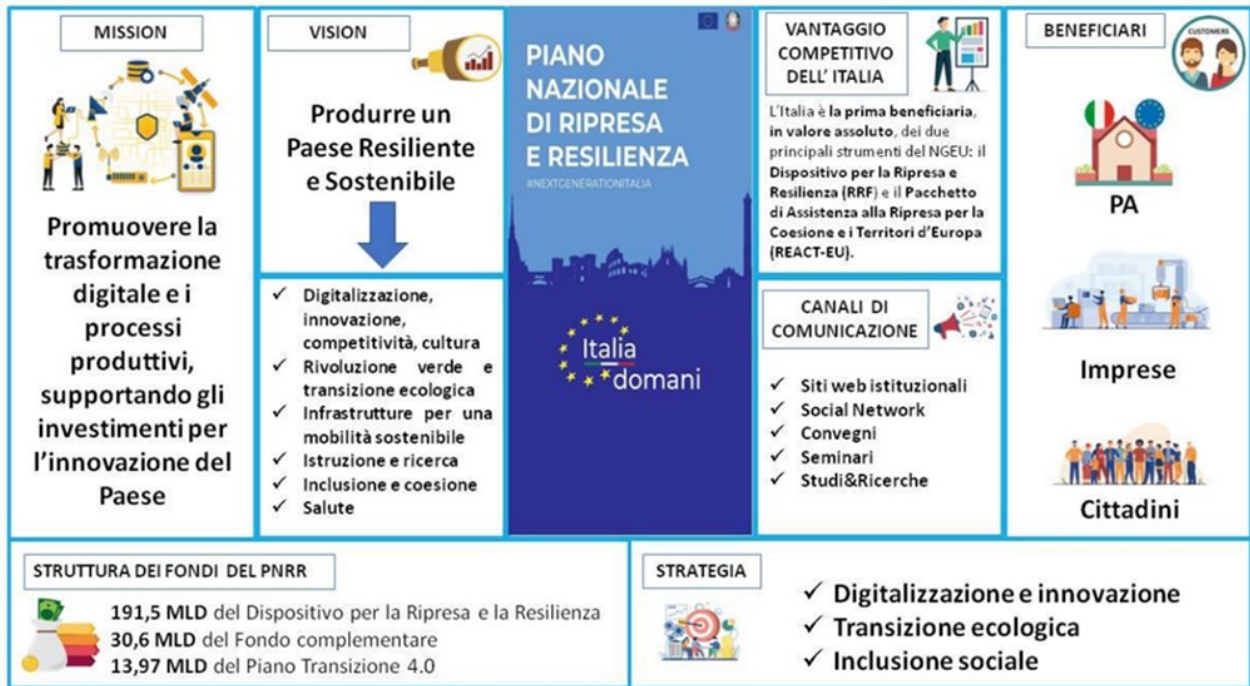 MISSION
Promuovere la
trasformazione
digitale e i
processi
produttivi,
supportando gli
investimenti per
l'innovazione del
Paese
VISION
Produrre un
Paese Resiliente
e Sostenibile
✓ Digitalizzazione,
innovazione,
competitività, cultura
✓ Rivoluzione verde e
transizione ecologica
✓ Infrastrutture per una
mobilità sostenibile
✓ Istruzione e ricerca
✓ Inclusione e coesione
✓ Salute
PIANO
NAZIONALE
DI RIPRESA
E RESILIENZA
#NEXTGENERATIONITALIA
Italia
domani
VANTAGGIO
COMPETITIVO
DELL' ITALIA
L'Italia è la prima beneficiaria,
in valore assoluto, dei due
principali strumenti del NGEU: il
Dispositivo per la Ripresa e
Resilienza (RRF) e il Pacchetto
di Assistenza alla Ripresa per la
Coesione e i Territori d'Europa
(REACT-EU).
CANALI DI
COMUNICAZIONE
✓ Siti web istituzionali
✓ Social Network
✓ Convegni
✓ Seminari
✓ Studi&Ricerche
BENEFICIARI
CUSTOMERS
PA
Imprese
Cittadini
STRUTTURA DEI FONDI DEL PNRR
191,5 MLD del Dispositivo per la Ripresa e la Resilienza
30,6 MLD del Fondo complementare
13,97 MLD del Piano Transizione 4.0
STRATEGIA
✓ Digitalizzazione e innovazione
✓ Transizione ecologica
✓ Inclusione sociale